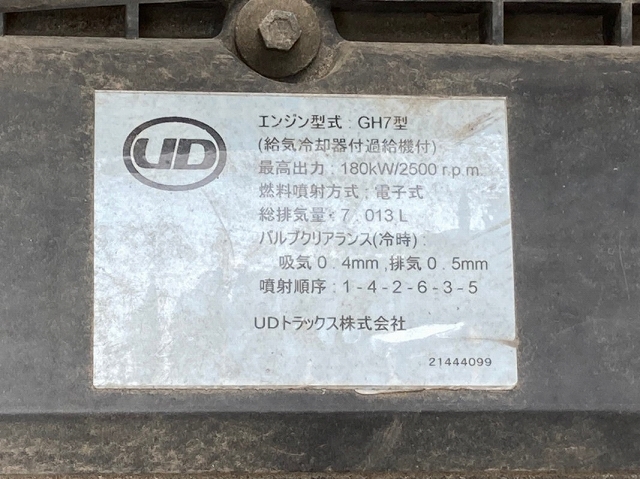 UD
エンジン型式 : GH7型
(給気冷却器付過給機付)
最高出力 : 180kW/2500 r.p.m
燃料噴射方式 : 電子式
総排気量 : 7.013 L
バルブクリアランス(冷時) :
吸気 0.4mm ,排気 0.5mm
噴射順序 : 1-4-2-6-3-5
UDトラックス株式会社
21444099